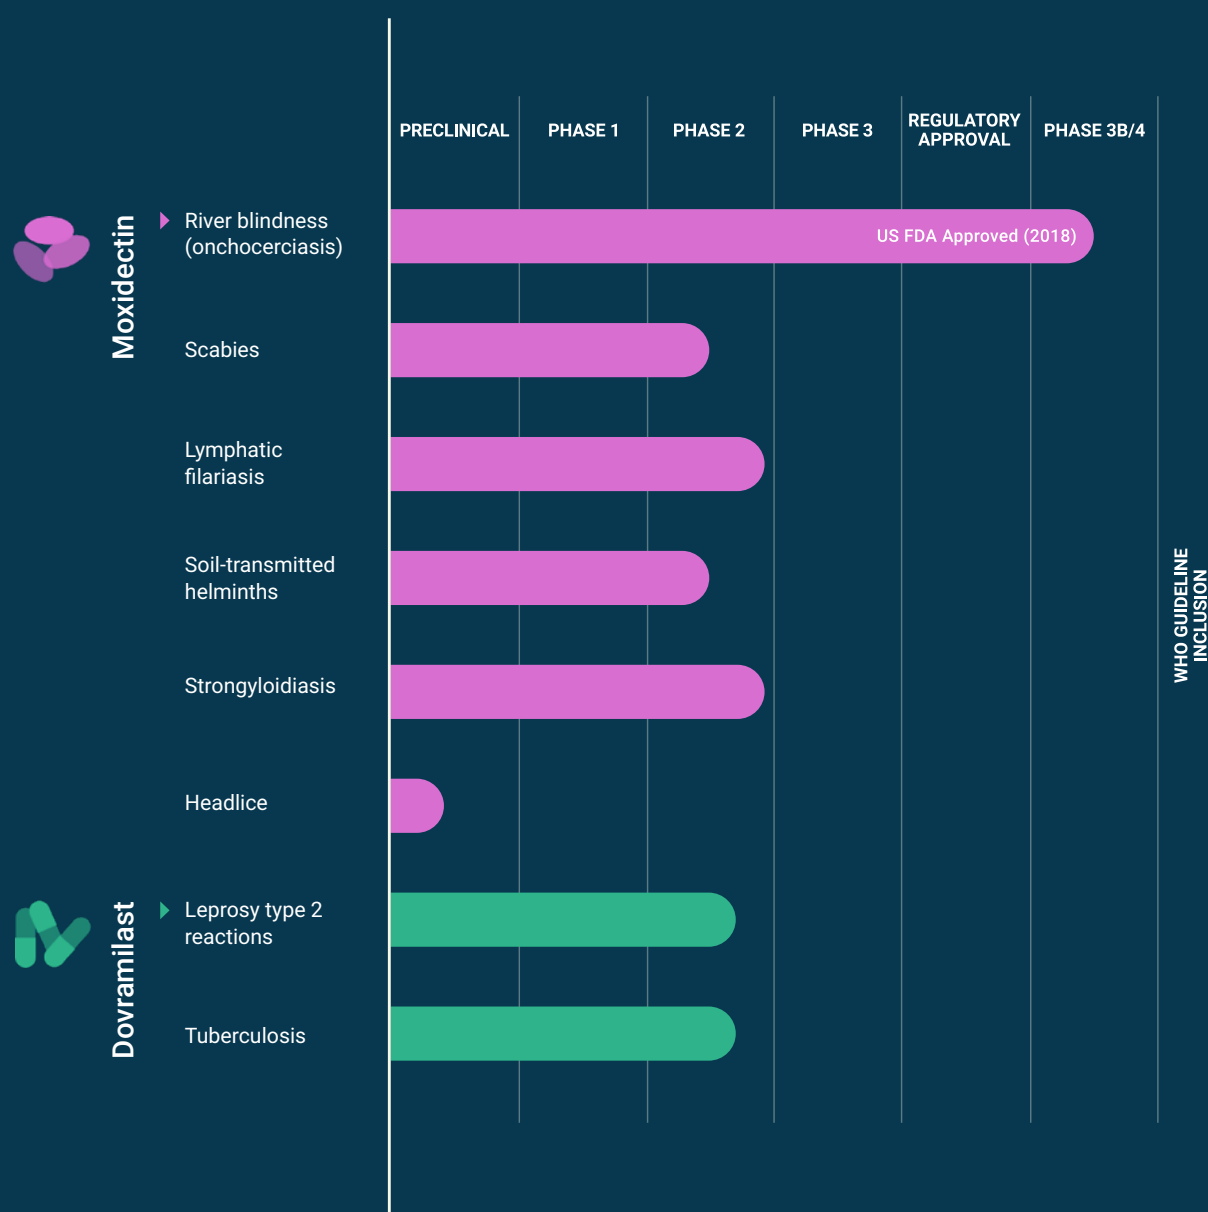 PRECLINICAL
PHASE 1
PHASE 2
PHASE 3
REGULATORY
APPROVAL
PHASE 3B/4
Moxidectin
River blindness
(onchocerciasis)
US FDA Approved (2018)
Scabies
Lymphatic
filariasis
Soil-transmitted
helminths
Strongyloidiasis
Headlice
Dovramilast
Leprosy type 2
reactions
Tuberculosis
WHO GUIDELINE
INCLUSION